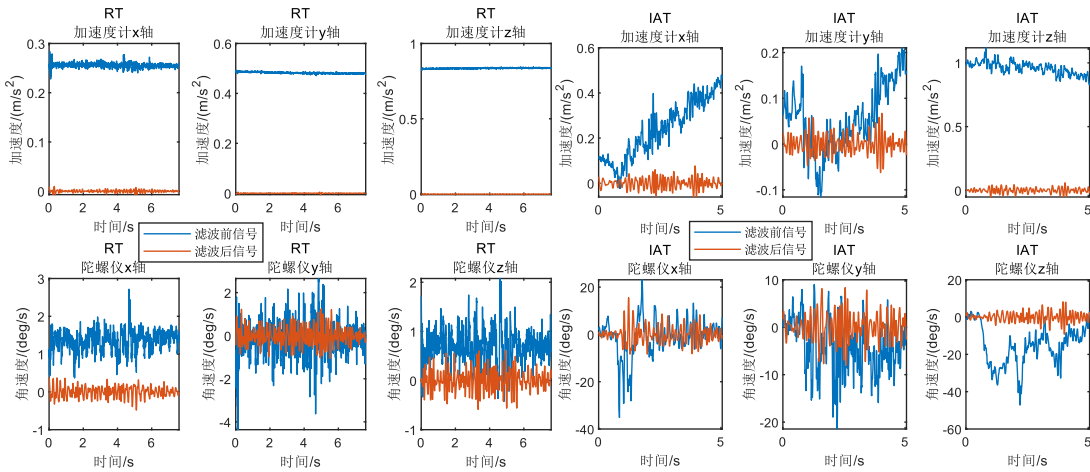 RT
加速度计x轴
0.3
0.2
0.1
0
加速度/(m/s²)
0 2 4 6
时间/s
RT
加速度计y轴
0.6
0.4
0.2
0
加速度/(m/s²)
0 2 4 6
时间/s
RT
加速度计z轴
1
0.5
0
加速度/(m/s²)
0 2 4 6
时间/s
IAT
加速度计x轴
0.6
0.4
0.2
0
加速度/(m/s²)
0 5
时间/s
IAT
加速度计y轴
0.2
0.1
0
-0.1
加速度/(m/s²)
0 5
时间/s
IAT
加速度计z轴
1
0.5
0
加速度/(m/s²)
0 5
时间/s
滤波前信号
滤波后信号
滤波前信号
滤波后信号
RT
陀螺仪x轴
3
2
1
0
-1
角速度/(deg/s)
0 2 4 6
时间/s
RT
陀螺仪y轴
2
0
-2
-4
角速度/(deg/s)
0 2 4 6
时间/s
RT
陀螺仪z轴
2
1
0
-1
角速度/(deg/s)
0 2 4 6
时间/s
IAT
陀螺仪x轴
20
0
-20
-40
角速度/(deg/s)
0 5
时间/s
IAT
陀螺仪y轴
10
0
-10
-20
角速度/(deg/s)
0 5
时间/s
IAT
陀螺仪z轴
20
0
-20
-40
-60
角速度/(deg/s)
0 5
时间/s